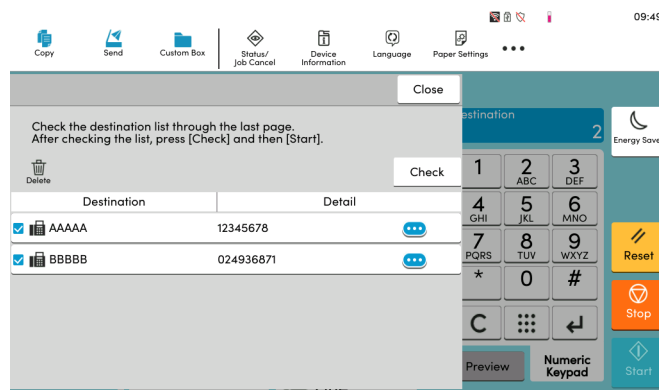 09:49
Copy
Send
Custom Box
Status/
Job Cancel
Device
Information
Language
Paper Settings
Close
estination
2
Energy Save
Check the destination list through the last page.
After checking the list, press [Check] and then [Start].
Delete
Check
Destination
Detail
AAAAA
12345678
BBBBB
024936871
1
2
ABC
3
DEF
4
GHI
5
JKL
6
MNO
7
PQRS
8
TUV
9
WXYZ
*
0
#
C
Reset
Stop
Start
Preview
Numeric
Keypad